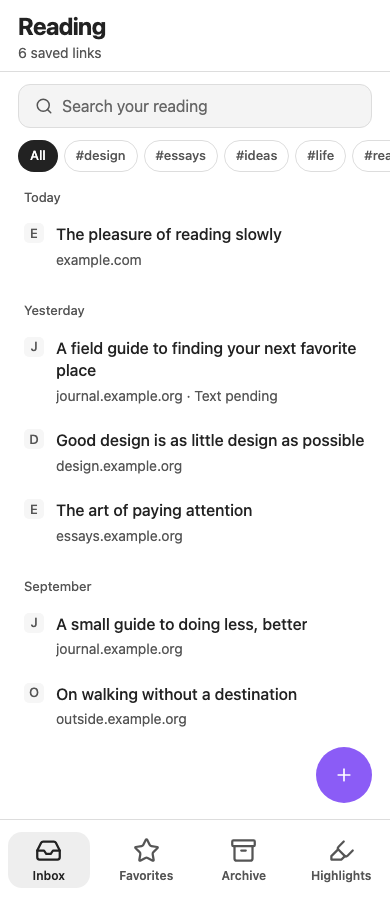 Reading
6 saved links
Search your reading
All #design #essays #ideas #life #rea
Today
E The pleasure of reading slowly
example.com
Yesterday
J A field guide to finding your next favorite
place
journal.example.org · Text pending
D Good design is as little design as possible
design.example.org
E The art of paying attention
essays.example.org
September
J A small guide to doing less, better
journal.example.org
O On walking without a destination
outside.example.org
Inbox Favorites Archive Highlights